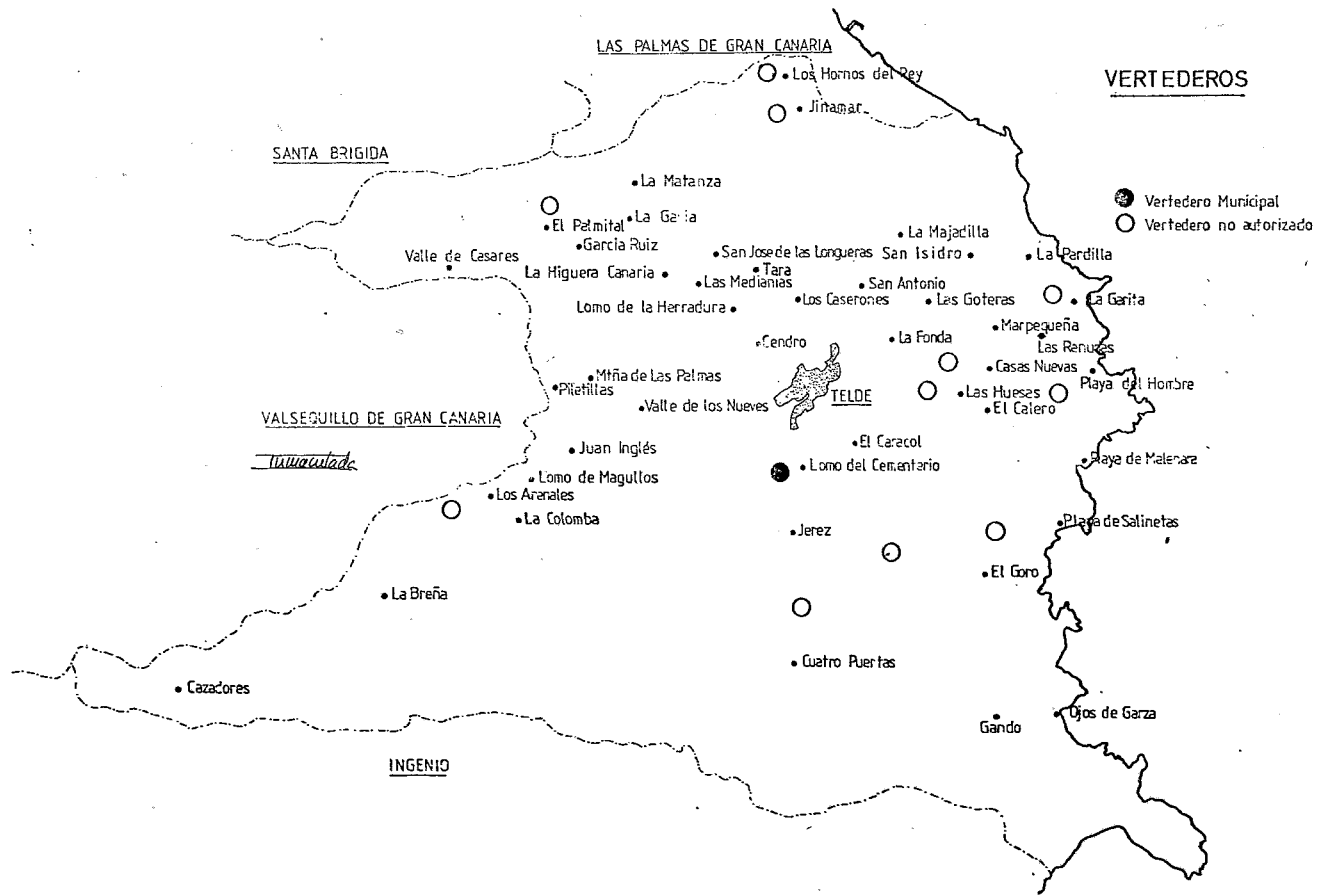 LAS PALMAS DE GRAN CANARIA
VERTEDEROS
Los Hornos del Rey
Jinamar
SANTA BRIGIDA
La Matanza
Vertedero Municipal
Vertedero no autorizado
El Palmital
La Gavia
La Majadilla
Garcia Ruiz
San Jose de las Longueras
San Isidro
La Pardilla
Valle de Casares
La Higuera Canaria
Tara
Las Medianias
San Antonio
Lomo de la Herradura
Los Caserones
Las Goteras
La Garita
Marpequeña
Cendro
La Fonda
Las Remudas
Casas Nuevas
Mtña de Las Palmas
Piletillas
Playa del Hombre
TELDE
Las Huesas
Valle de los Nueves
El Calero
VALSEQUILLO DE GRAN CANARIA
El Caracol
Juan Inglés
Inmaculada
Playa de Malenara
Lomo del Cementario
Lomo de Magullos
Los Arenales
La Colomba
Playa de Salinetas
Jerez
El Goro
La Breña
Cuatro Puertas
Cazadores
Ojos de Garza
Gando
INGENIO